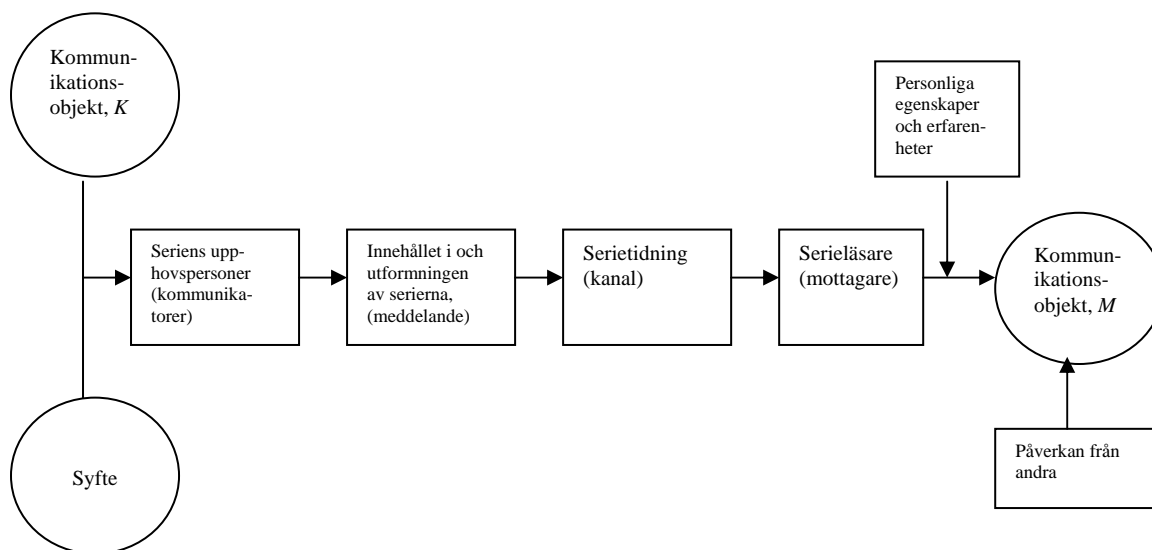 Kommun-
ikations-
objekt, K
Personliga
egenskaper
och erfaren-
heter
Seriens upp-
hovspersoner
(kommunika-
torer)
Innehållet i och
utformningen
av serierna,
(meddelande)
Serietidning
(kanal)
Serieläsare
(mottagare)
Kommun-
ikations-
objekt, M
Syfte
Påverkan från
andra